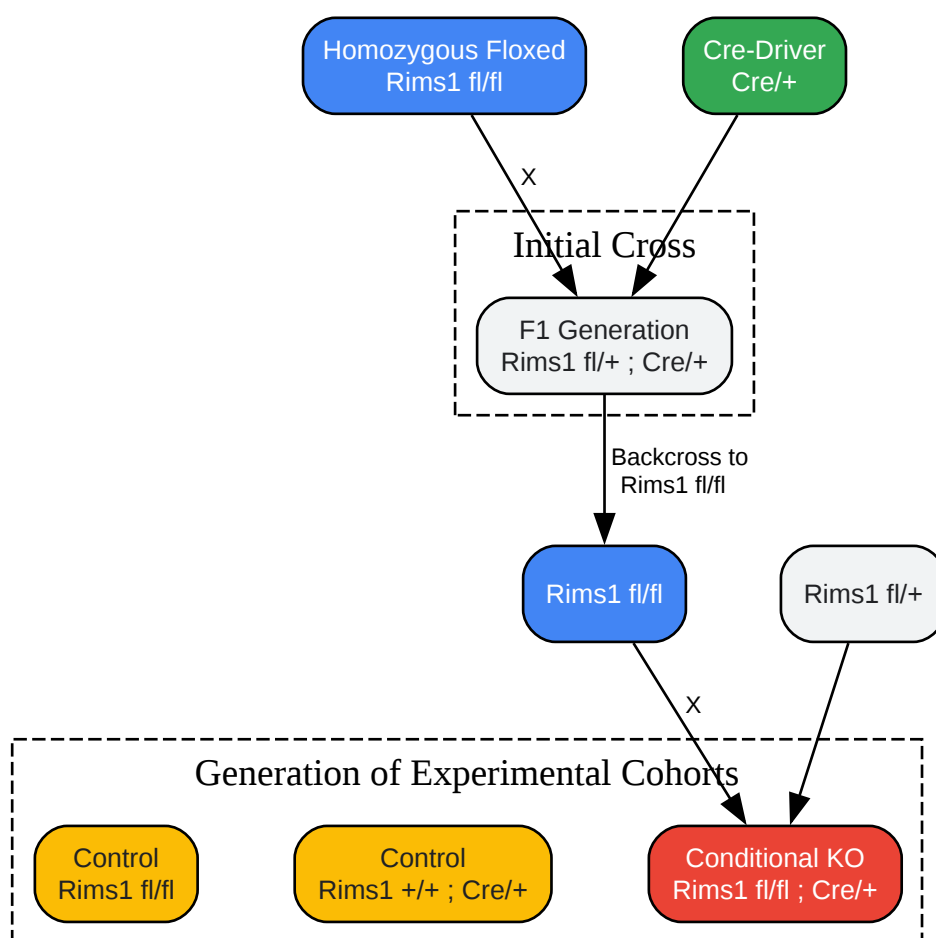 Homozygous Floxed
Rims1 fl/fl
Cre-Driver
Cre/+
X
Initial Cross
F1 Generation
Rims1 fl/+ ; Cre/+
Backcross to
Rims1 fl/fl
Rims1 fl/fl
Rims1 fl/+
X
Generation of Experimental Cohorts
Control
Rims1 fl/fl
Control
Rims1 +/+ ; Cre/+
Conditional KO
Rims1 fl/fl ; Cre/+